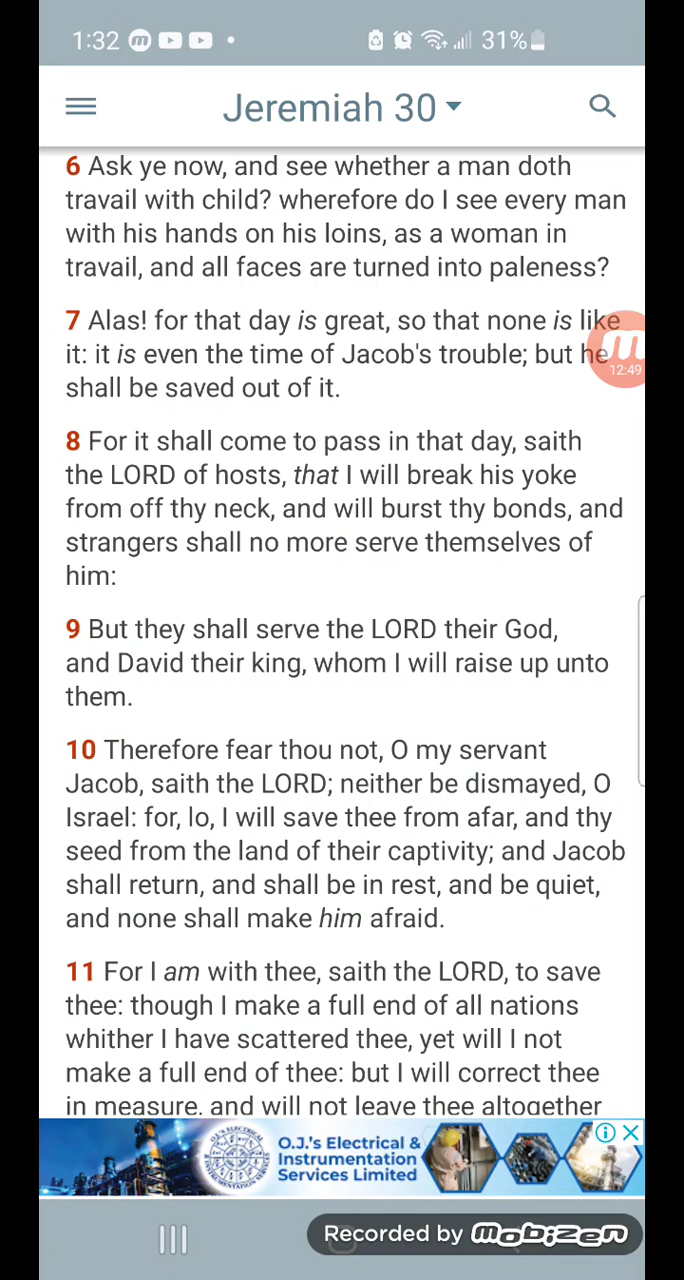 1:32 31%
Jeremiah 30
6 Ask ye now, and see whether a man doth
travail with child? wherefore do I see every man
with his hands on his loins, as a woman in
travail, and all faces are turned into paleness?
7 Alas! for that day is great, so that none is like
it: it is even the time of Jacob's trouble; but he
12:49
shall be saved out of it.
8 For it shall come to pass in that day, saith
the LORD of hosts, that I will break his yoke
from off thy neck, and will burst thy bonds, and
strangers shall no more serve themselves of
him:
9 But they shall serve the LORD their God,
and David their king, whom I will raise up unto
them.
10 Therefore fear thou not, O my servant
Jacob, saith the LORD; neither be dismayed, O
Israel: for, lo, I will save thee from afar, and thy
seed from the land of their captivity; and Jacob
shall return, and shall be in rest, and be quiet,
and none shall make him afraid.
11 For I am with thee, saith the LORD, to save
thee: though I make a full end of all nations
whither I have scattered thee, yet will I not
make a full end of thee: but I will correct thee
in measure, and will not leave thee altogether
O.J.'s Electrical &
Instrumentation
Services Limited
Recorded by mobizen